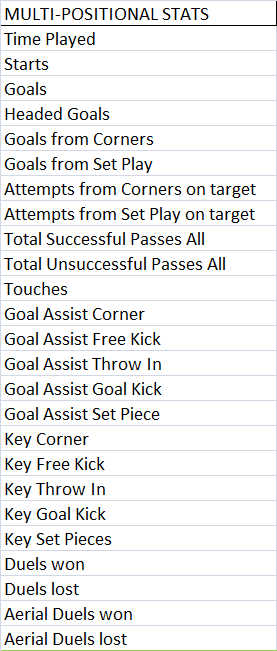 MULTI-POSITIONAL STATS
Time Played
Starts
Goals
Headed Goals
Goals from Corners
Goals from Set Play
Attempts from Corners on target
Attempts from Set Play on target
Total Successful Passes All
Total Unsuccessful Passes All
Touches
Goal Assist Corner
Goal Assist Free Kick
Goal Assist Throw In
Goal Assist Goal Kick
Goal Assist Set Piece
Key Corner
Key Free Kick
Key Throw In
Key Goal Kick
Key Set Pieces
Duels won
Duels lost
Aerial Duels won
Aerial Duels lost